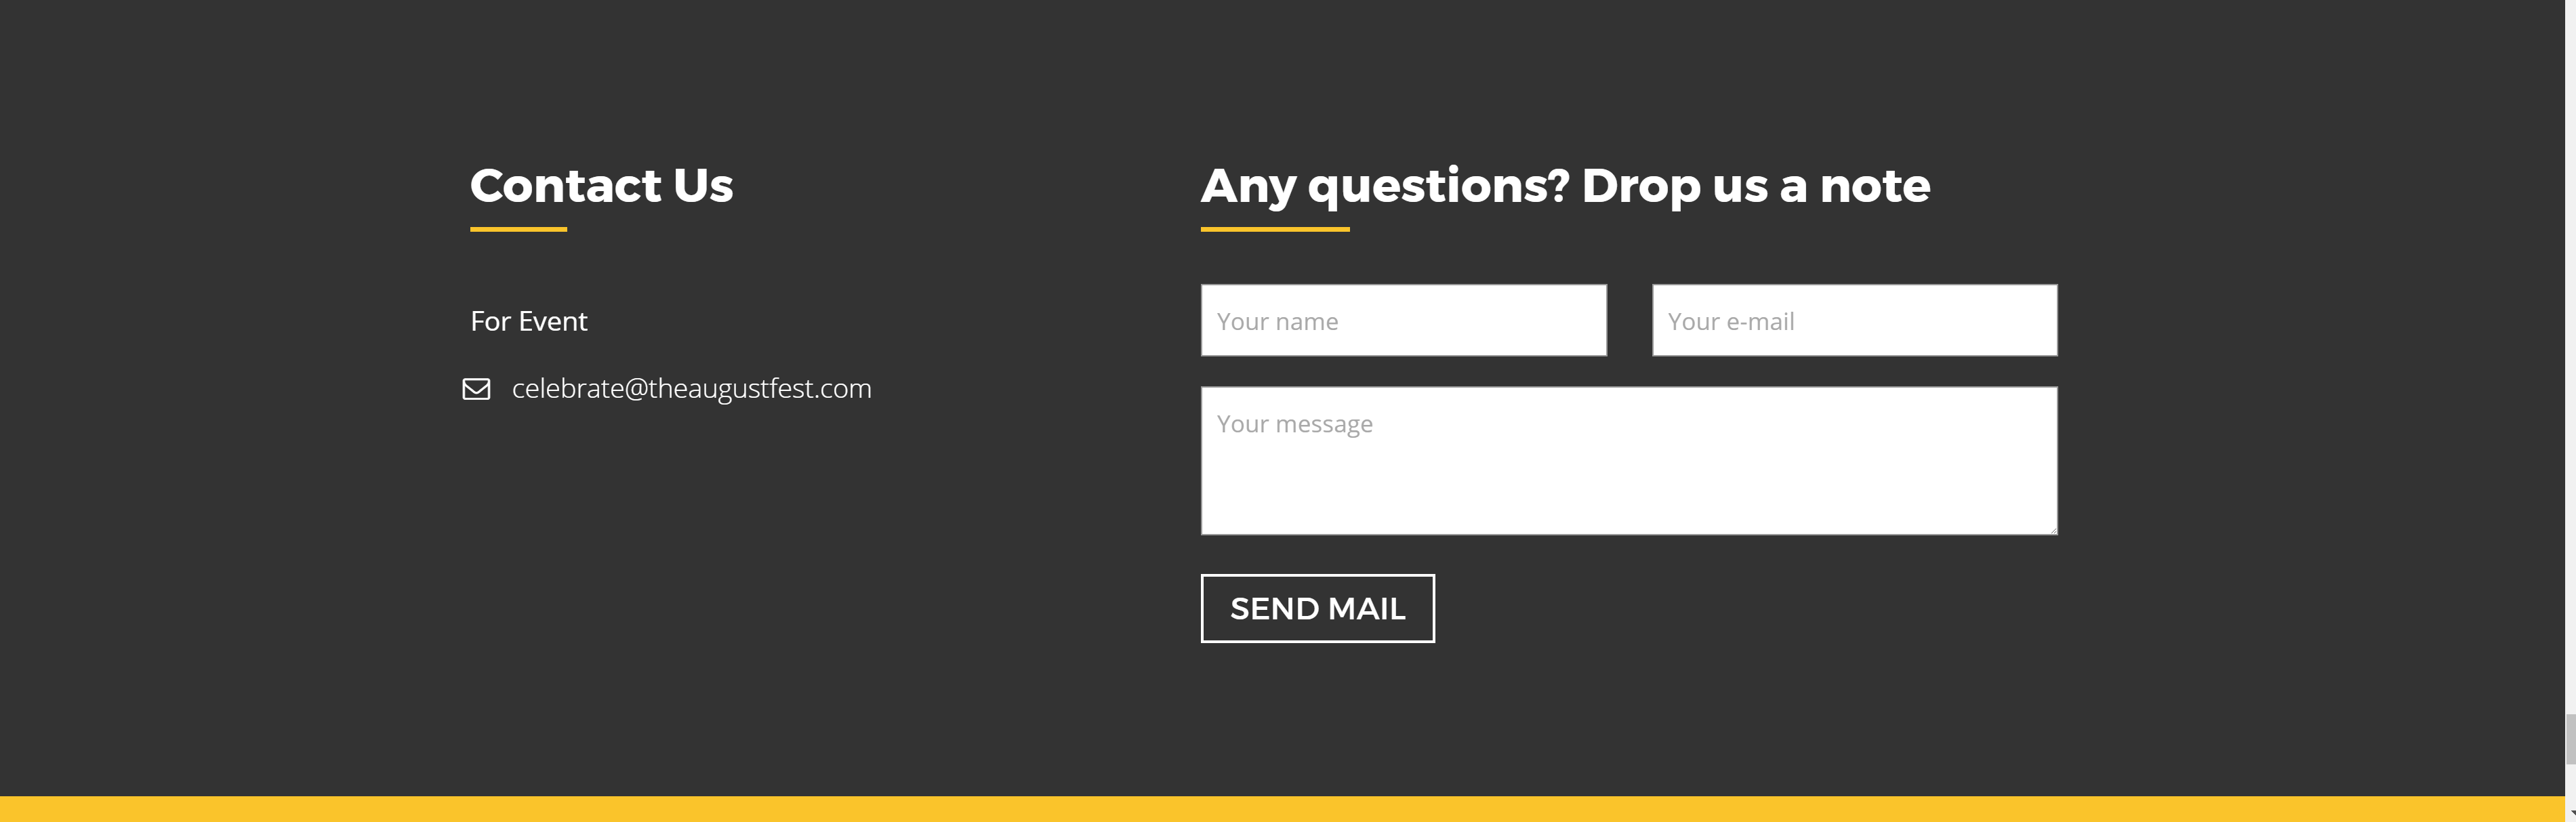 Contact Us
For Event
celebrate@theaugustfest.com
Any questions? Drop us a note
Your name
Your e-mail
Your message
SEND MAIL